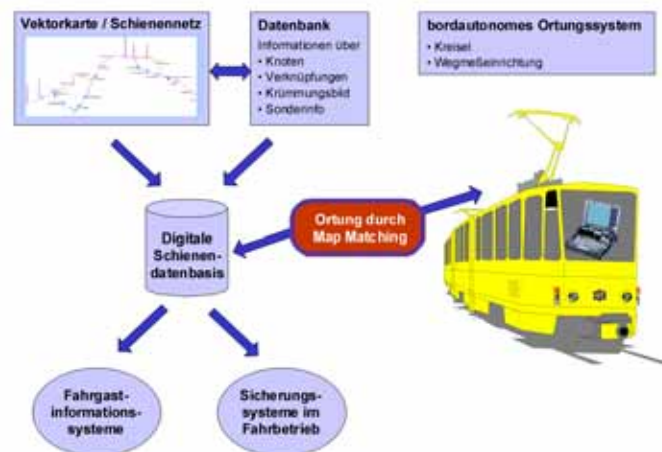 Vektorkarte / Schienennetz
Datenbank
Informationen über
• Knoten
• Verknüpfungen
• Krümmungsbild
• Sonderinfo
bordautonomes Ortungssystem
• Kreisel
• Wegmeßeinrichtung
Digitale
Schienen-
datenbasis
Ortung durch
Map Matching
Fahrgast-
informations-
systeme
Sicherungs-
systeme im
Fahrbetrieb